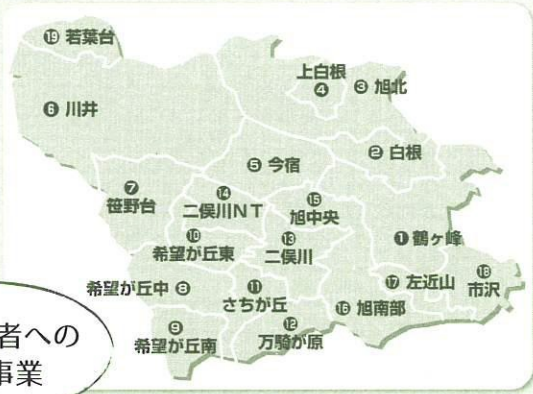 ⑲ 若葉台
上白根
④
③ 旭北
⑥ 川井
② 白根
⑤ 今宿
⑦
笹野台
⑭
二俣川NT
⑮
旭中央
⑩
希望が丘東
⑬
二俣川
① 鶴ヶ峰
希望が丘中 ⑧
⑪
さちが丘
⑰ 左近山
⑱
市沢
⑯ 旭南部
⑨
希望が丘南
⑫
万騎が原
者への
事業